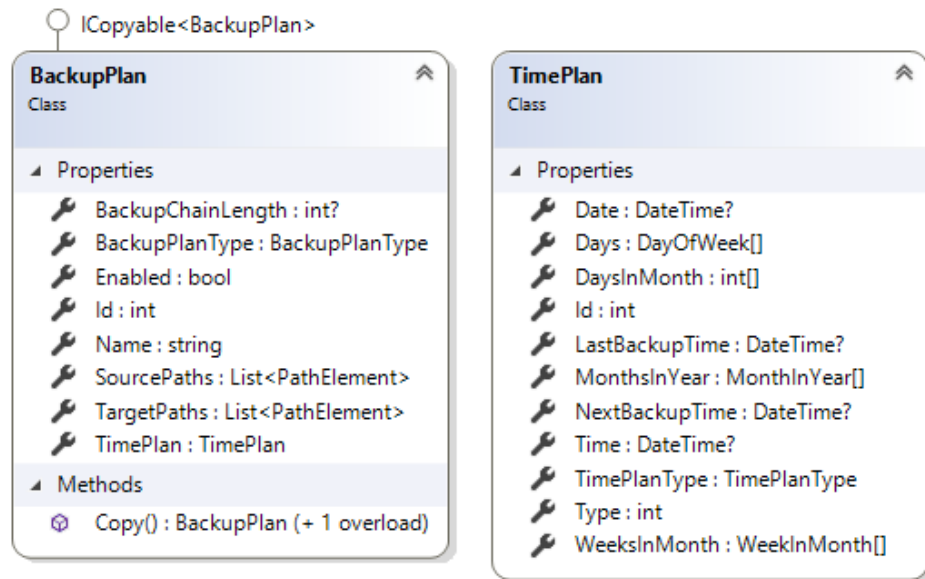 ICopyable<BackupPlan>
BackupPlan
Class
Properties
BackupChainLength : int?
BackupPlanType : BackupPlanType
Enabled : bool
Id : int
Name : string
SourcePaths : List<PathElement>
TargetPaths : List<PathElement>
TimePlan : TimePlan
Methods
Copy() : BackupPlan (+ 1 overload)
TimePlan
Class
Properties
Date : DateTime?
Days : DayOfWeek[]
DaysInMonth : int[]
Id : int
LastBackupTime : DateTime?
MonthsInYear : MonthInYear[]
NextBackupTime : DateTime?
Time : DateTime?
TimePlanType : TimePlanType
Type : int
WeeksInMonth : WeekInMonth[]